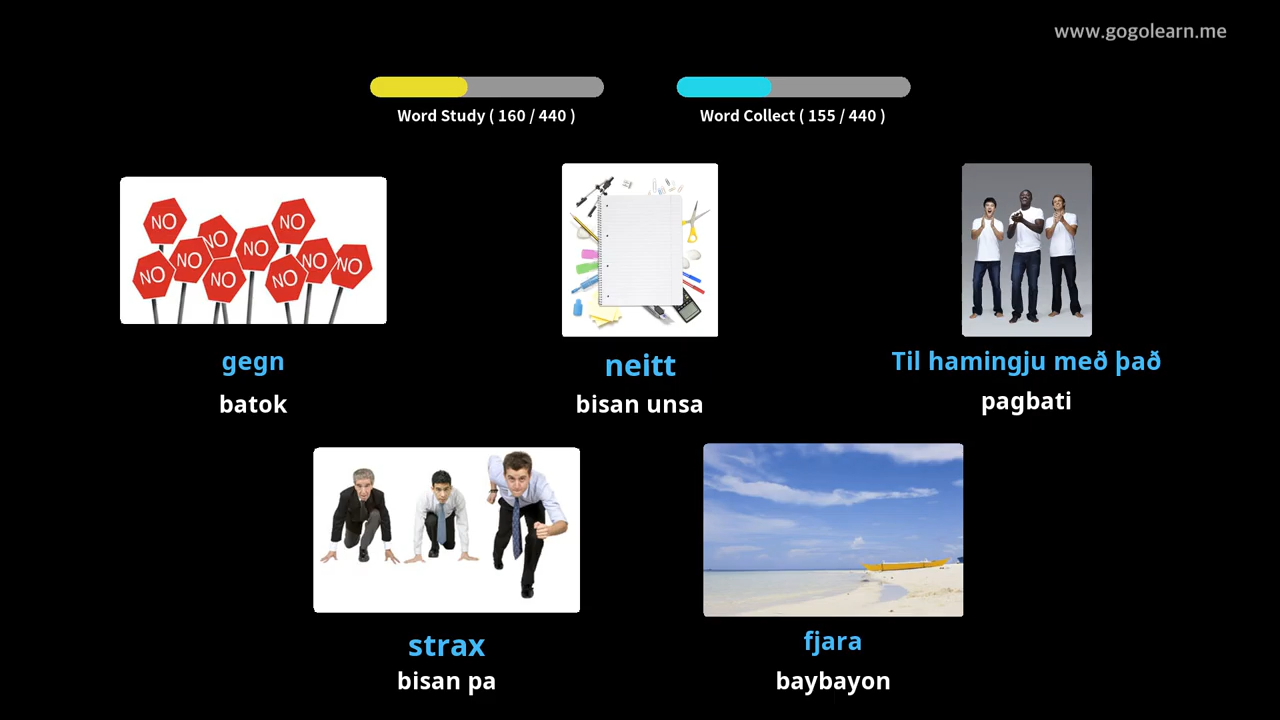 www.gogolearn.me
Word Study ( 160 / 440 )
Word Collect ( 155 / 440 )
NO NO NO NO NO NO NO NO NO NO
gegn
batok
neitt
bisan unsa
Til hamingju með það
pagbati
strax
bisan pa
fjara
baybayon